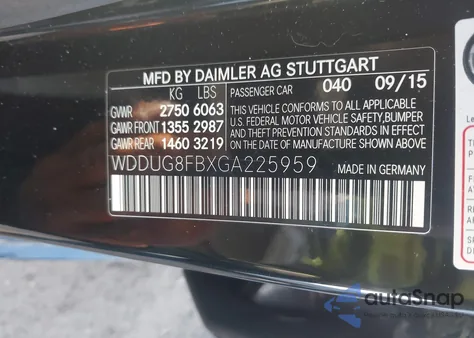 MFD BY DAIMLER AG STUTTGART
KG LBS PASSENGER CAR 040 09/15
GVWR 2750 6063 THIS VEHICLE CONFORMS TO ALL APPLICABLE
GAWR FRONT 1355 2987 U.S. FEDERAL MOTOR VEHICLE SAFETY,BUMPER
GAWR REAR 1460 3219 AND THEFT PREVENTION STANDARDS IN EFFECT
ON THE DATE OF MANUFACTURE SHOWN ABOVE
MADE IN GERMANY
WDDUG8FBXGA225959
autoSnap